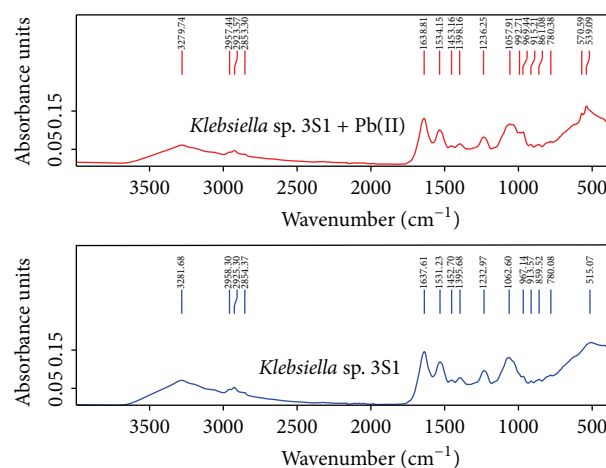 3279.74 2957.44 2923.57 2853.30 1638.81 1534.15 1453.16 1398.16 1236.25 1057.91 992.71 969.44 915.21 861.08 780.38 570.59 539.09
Absorbance units
0.05 0.15
Klebsiella sp. 3S1 + Pb(II)
3500 3000 2500 2000 1500 1000 500
Wavenumber (cm⁻¹)
3281.68 2958.30 2925.30 2854.37 1637.61 1531.23 1452.70 1395.68 1232.97 1062.60 967.14 913.57 859.52 780.08 515.07
Absorbance units
0.05 0.15
Klebsiella sp. 3S1
3500 3000 2500 2000 1500 1000 500
Wavenumber (cm⁻¹)